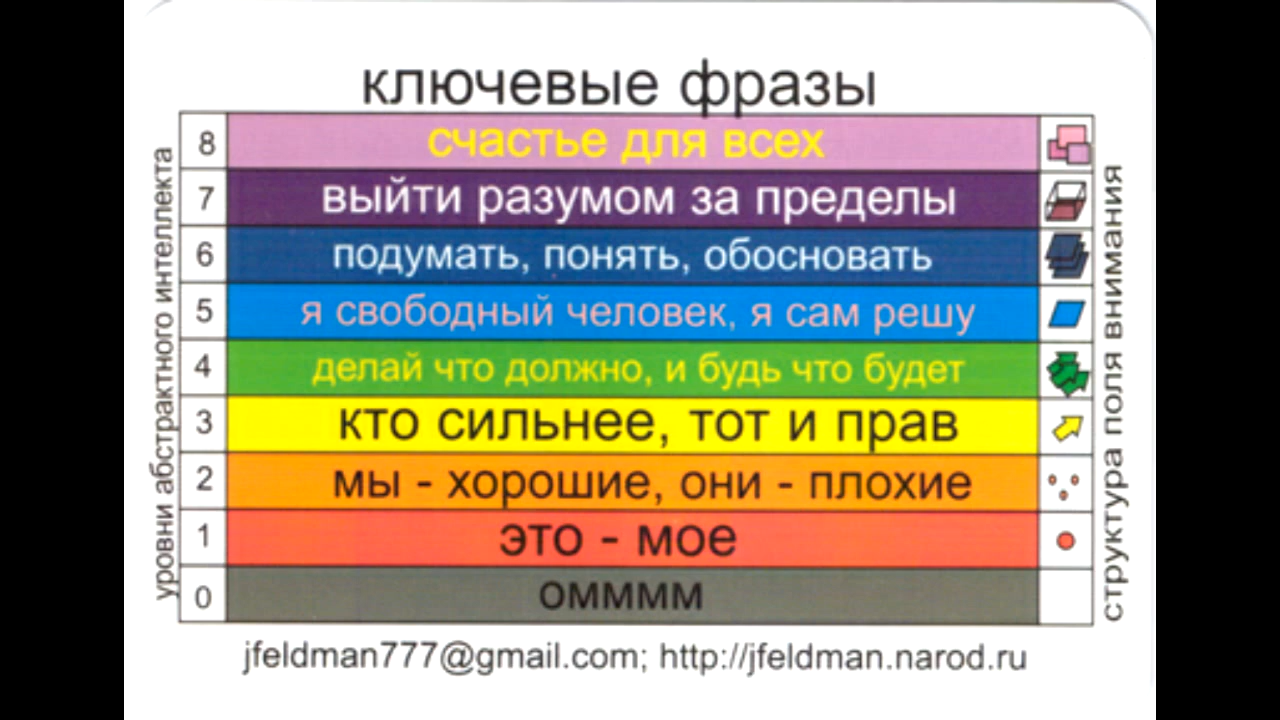 ключевые фразы
уровни абстрактного интеллекта
8 счастье для всех
7 выйти разумом за пределы
6 подумать, понять, обосновать
5 я свободный человек, я сам решу
4 делай что должно, и будь что будет
3 кто сильнее, тот и прав
2 мы - хорошие, они - плохие
1 это - мое
0 омммм
структура поля внимания
jfeldman777@gmail.com; http://jfeldman.narod.ru